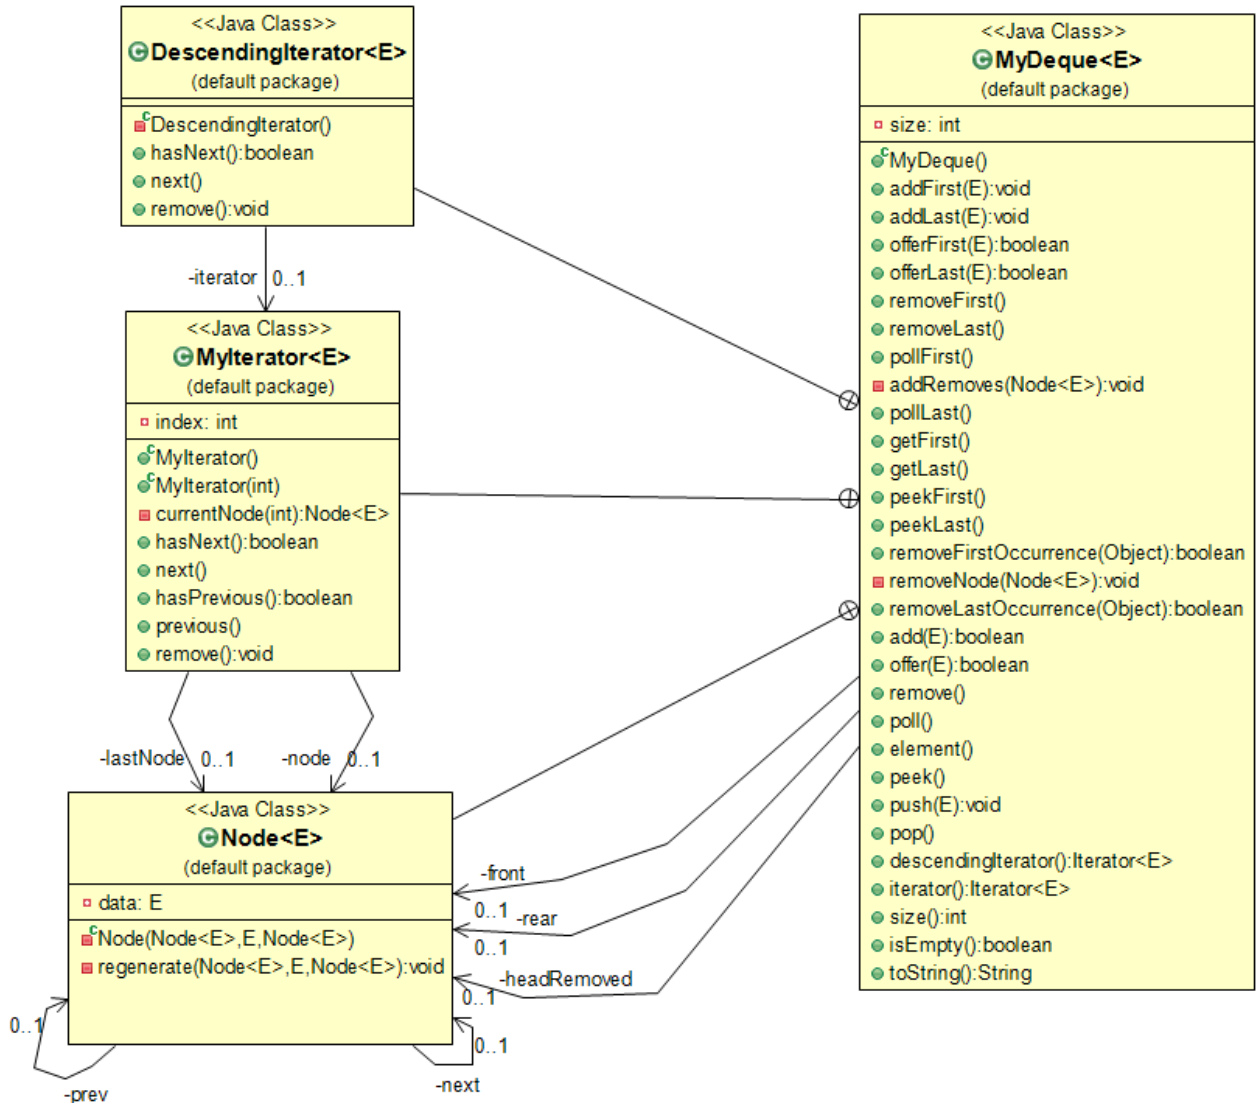 <<Java Class>>
DescendingIterator<E>
(default package)
DescendingIterator()
hasNext():boolean
next()
remove():void
-iterator 0..1
<<Java Class>>
MyIterator<E>
(default package)
index: int
MyIterator()
MyIterator(int)
currentNode(int):Node<E>
hasNext():boolean
next()
hasPrevious():boolean
previous()
remove():void
-lastNode 0..1
-node 0..1
<<Java Class>>
Node<E>
(default package)
data: E
Node(Node<E>,E,Node<E>)
regenerate(Node<E>,E,Node<E>):void
0..1
-prev
0..1
-next
-front
0..1
-rear
0..1
-headRemoved
0..1
<<Java Class>>
MyDeque<E>
(default package)
size: int
MyDeque()
addFirst(E):void
addLast(E):void
offerFirst(E):boolean
offerLast(E):boolean
removeFirst()
removeLast()
pollFirst()
addRemoves(Node<E>):void
pollLast()
getFirst()
getLast()
peekFirst()
peekLast()
removeFirstOccurrence(Object):boolean
removeNode(Node<E>):void
removeLastOccurrence(Object):boolean
add(E):boolean
offer(E):boolean
remove()
poll()
element()
peek()
push(E):void
pop()
descendingIterator():Iterator<E>
iterator():Iterator<E>
size():int
isEmpty():boolean
toString():String